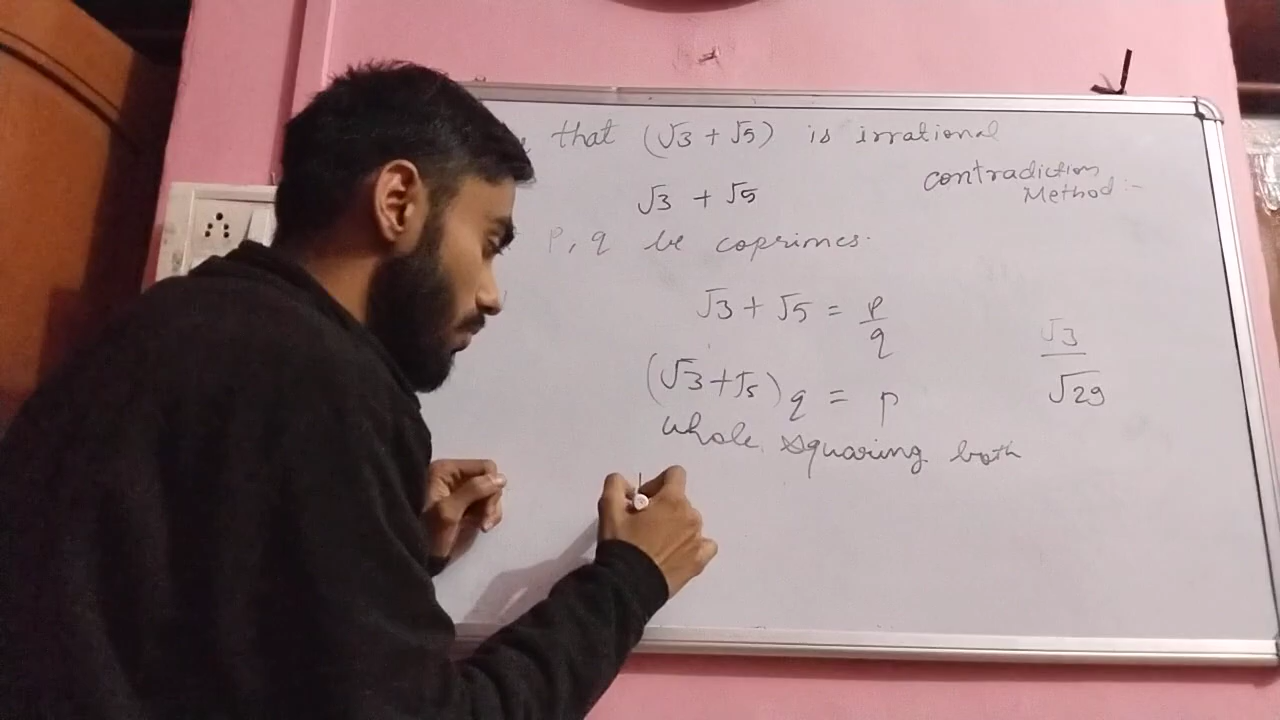 that (√3 + √5) is irrational
contradiction
Method :-
√3 + √5
P, q be coprimes.
√3 + √5 = p/q
√3
√29
(√3+√5) q = p
whole squaring both